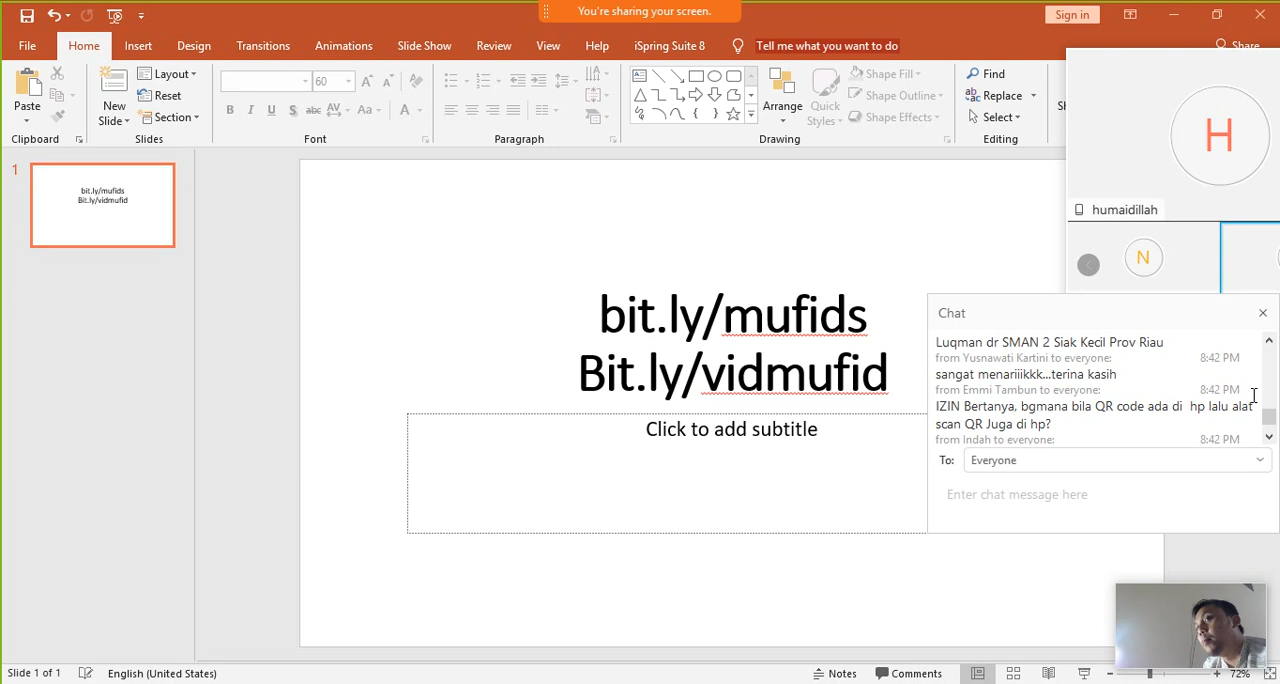 You're sharing your screen.
Sign in
File
Home
Insert
Design
Transitions
Animations
Slide Show
Review
View
Help
iSpring Suite 8
Tell me what you want to do
Share
Paste
Clipboard
New
Slide
Layout
Reset
Section
Slides
60
B I U S abc AV Aa A
Font
Paragraph
Arrange
Quick
Styles
Shape Fill
Shape Outline
Shape Effects
Drawing
Find
Replace
Select
Editing
H
humaidillah
N
1
bit.ly/mufids
Bit.ly/vidmufid
bit.ly/mufids
Bit.ly/vidmufid
Click to add subtitle
Chat
Luqman dr SMAN 2 Siak Kecil Prov Riau
from Yusnawati Kartini to everyone: 8:42 PM
sangat menariiikkk...terina kasih
from Emmi Tambun to everyone: 8:42 PM
IZIN Bertanya, bgmana bila QR code ada di hp lalu alat
scan QR Juga di hp?
from Indah to everyone: 8:42 PM
To: Everyone
Enter chat message here
Slide 1 of 1
English (United States)
Notes
Comments
72%